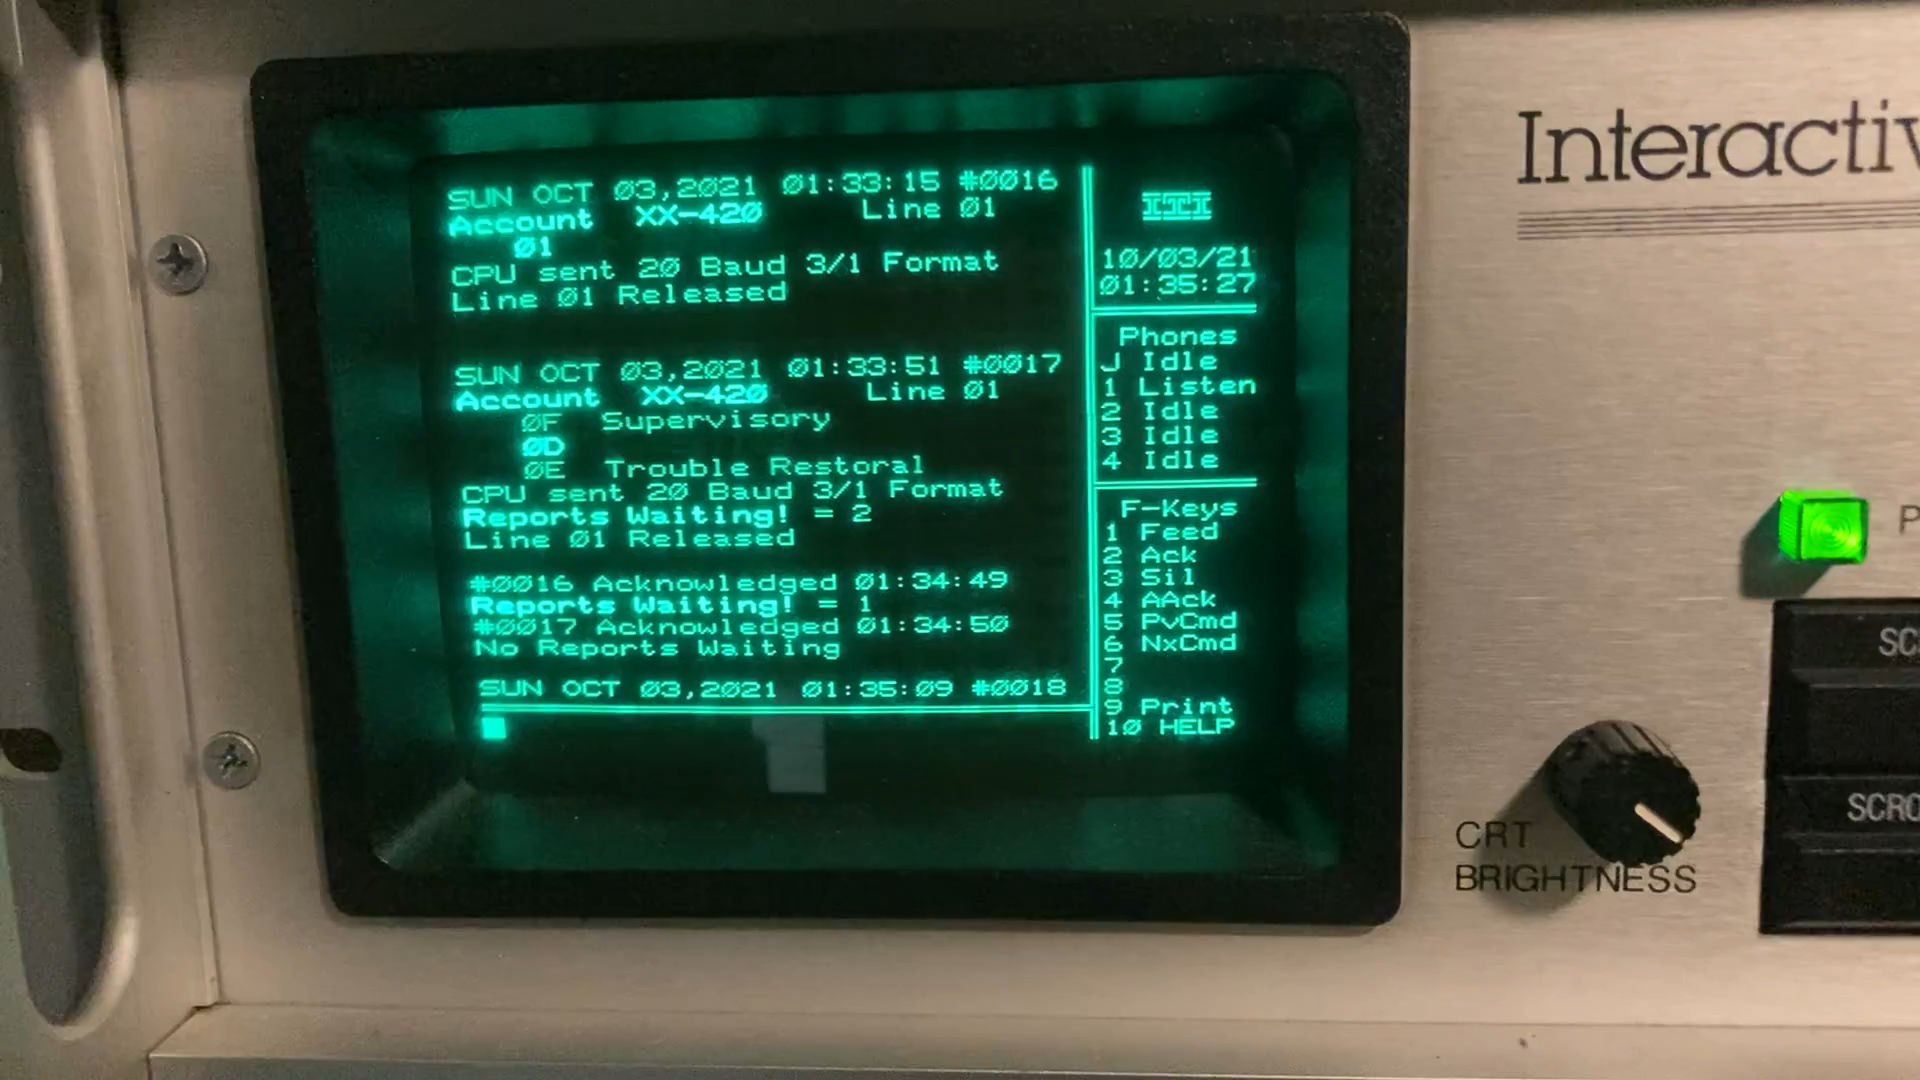 SUN OCT 03,2021 01:33:15 #0016
Account XX-420 Line 01
01
CPU sent 20 Baud 3/1 Format
Line 01 Released
SUN OCT 03,2021 01:33:51 #0017
Account XX-420 Line 01
0F Supervisory
0D
0E Trouble Restoral
CPU sent 20 Baud 3/1 Format
Reports Waiting! = 2
Line 01 Released
#0016 Acknowledged 01:34:49
Reports Waiting! = 1
#0017 Acknowledged 01:34:50
No Reports Waiting
SUN OCT 03,2021 01:35:09 #0018
ITI
10/03/21
01:35:27
Phones
J Idle
1 Listen
2 Idle
3 Idle
4 Idle
F-Keys
1 Feed
2 Ack
3 Sil
4 AAck
5 PvCmd
6 NxCmd
7
8
9 Print
10 HELP
Interactiv
P
SC
SCRO
CRT
BRIGHTNESS